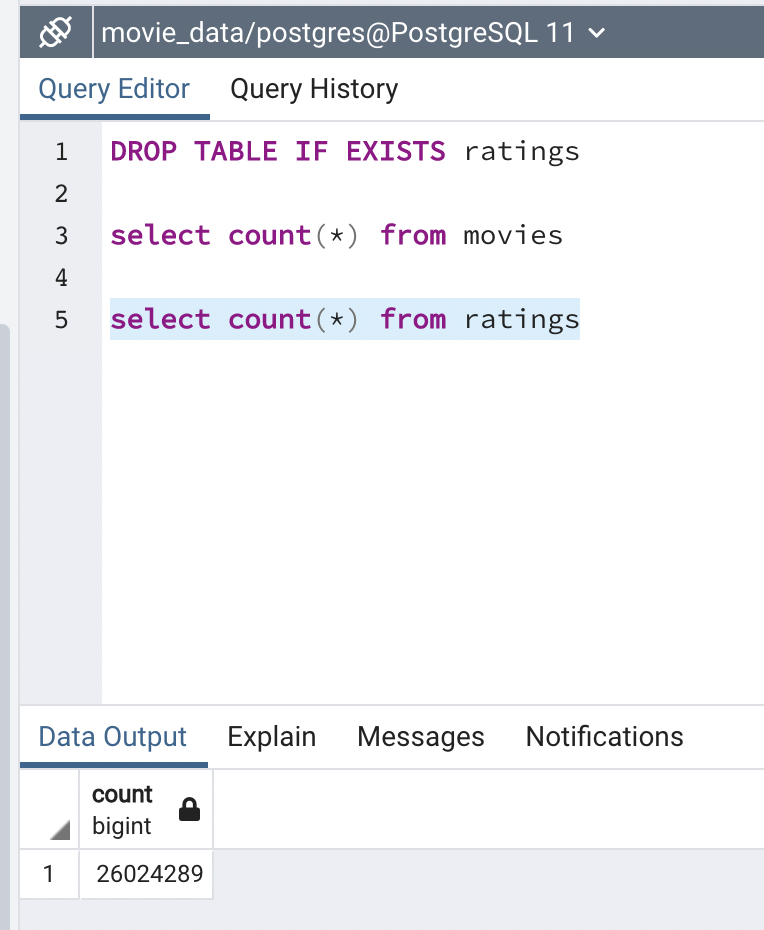 movie_data/postgres@PostgreSQL 11
Query Editor Query History
1 DROP TABLE IF EXISTS ratings
2
3 select count(*) from movies
4
5 select count(*) from ratings
Data Output Explain Messages Notifications
count
bigint
1 26024289